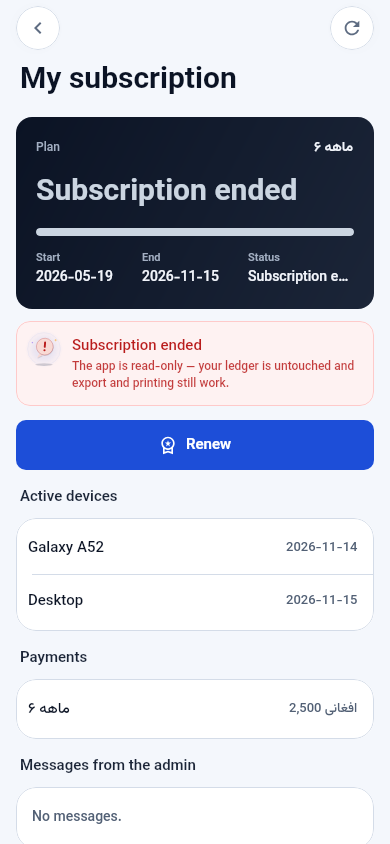 My subscription
Plan
۶ ماهه
Subscription ended
Start
End
Status
2026-05-19
2026-11-15
Subscription e...
Subscription ended
The app is read-only — your ledger is untouched and
export and printing still work.
Renew
Active devices
Galaxy A52
2026-11-14
Desktop
2026-11-15
Payments
۶ ماهه
2,500 افغانی
Messages from the admin
No messages.